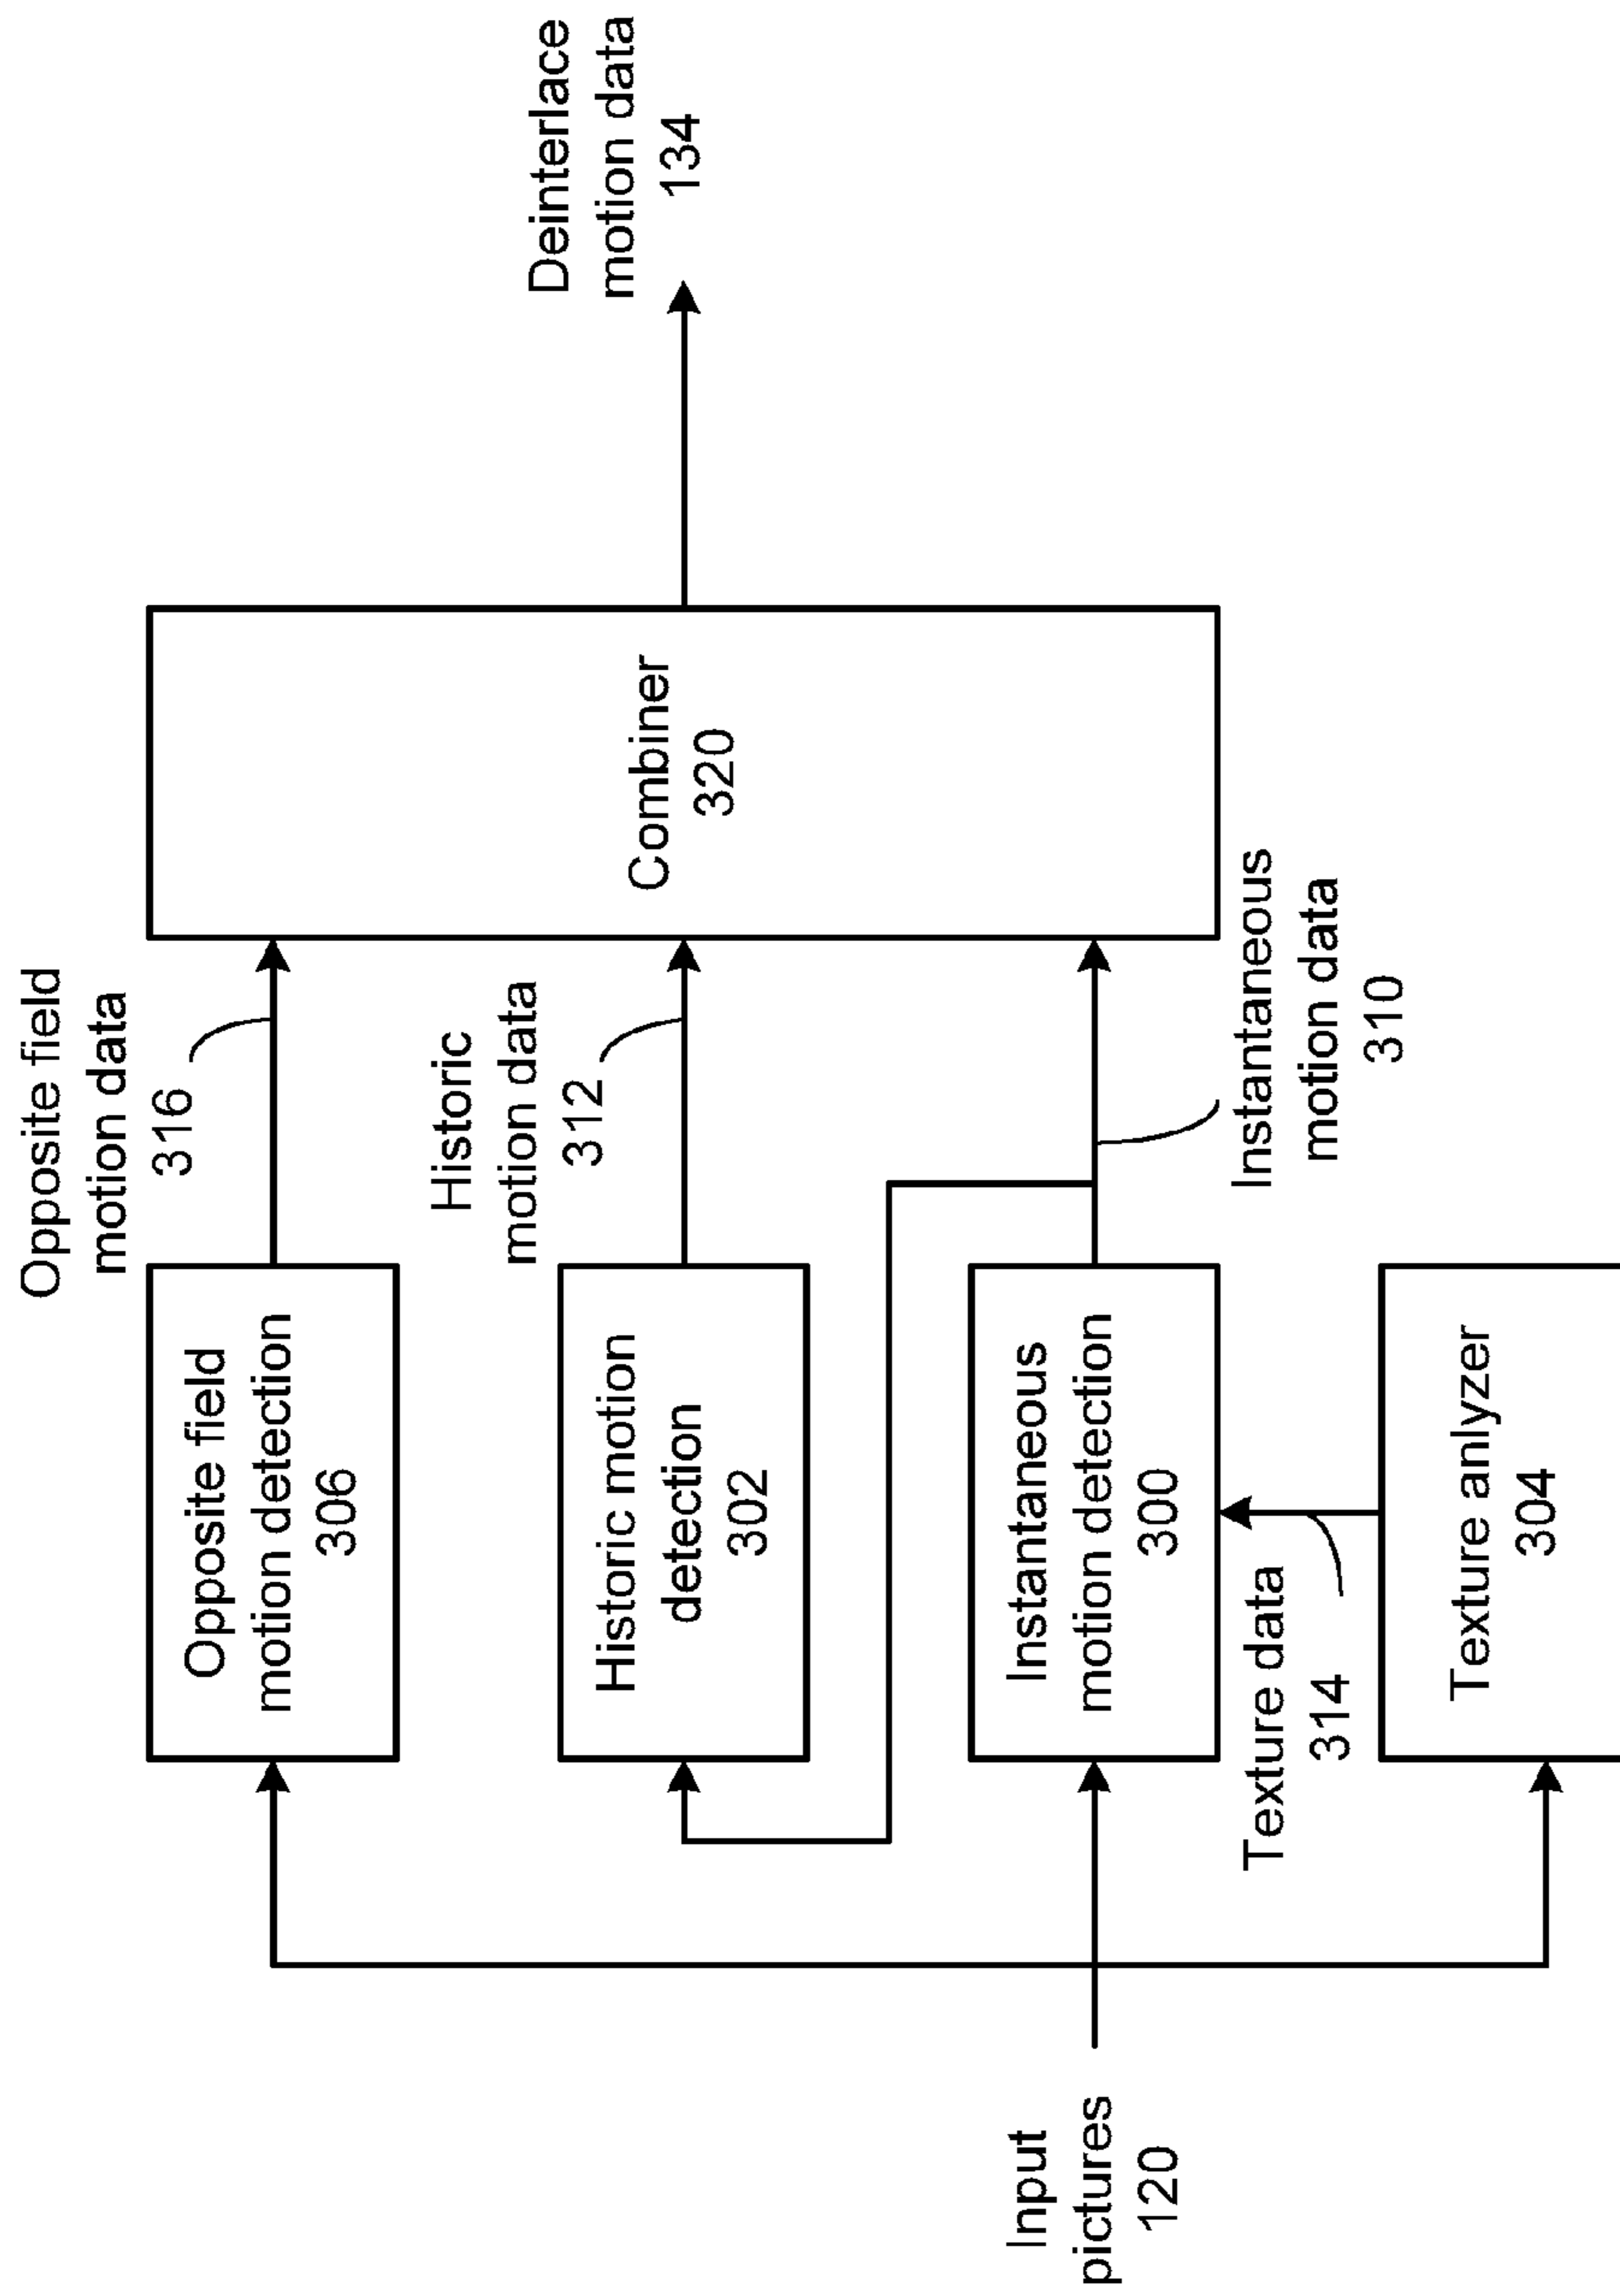 Opposite field
motion data
316
Opposite field
motion detection
306
Historic
motion data
312
Historic motion
detection
302
Combiner
320
Deinterlace
motion data
134
Input
pictures
120
Instantaneous
motion detection
300
Instantaneous
motion data
310
Texture data
314
Texture anlyzer
304